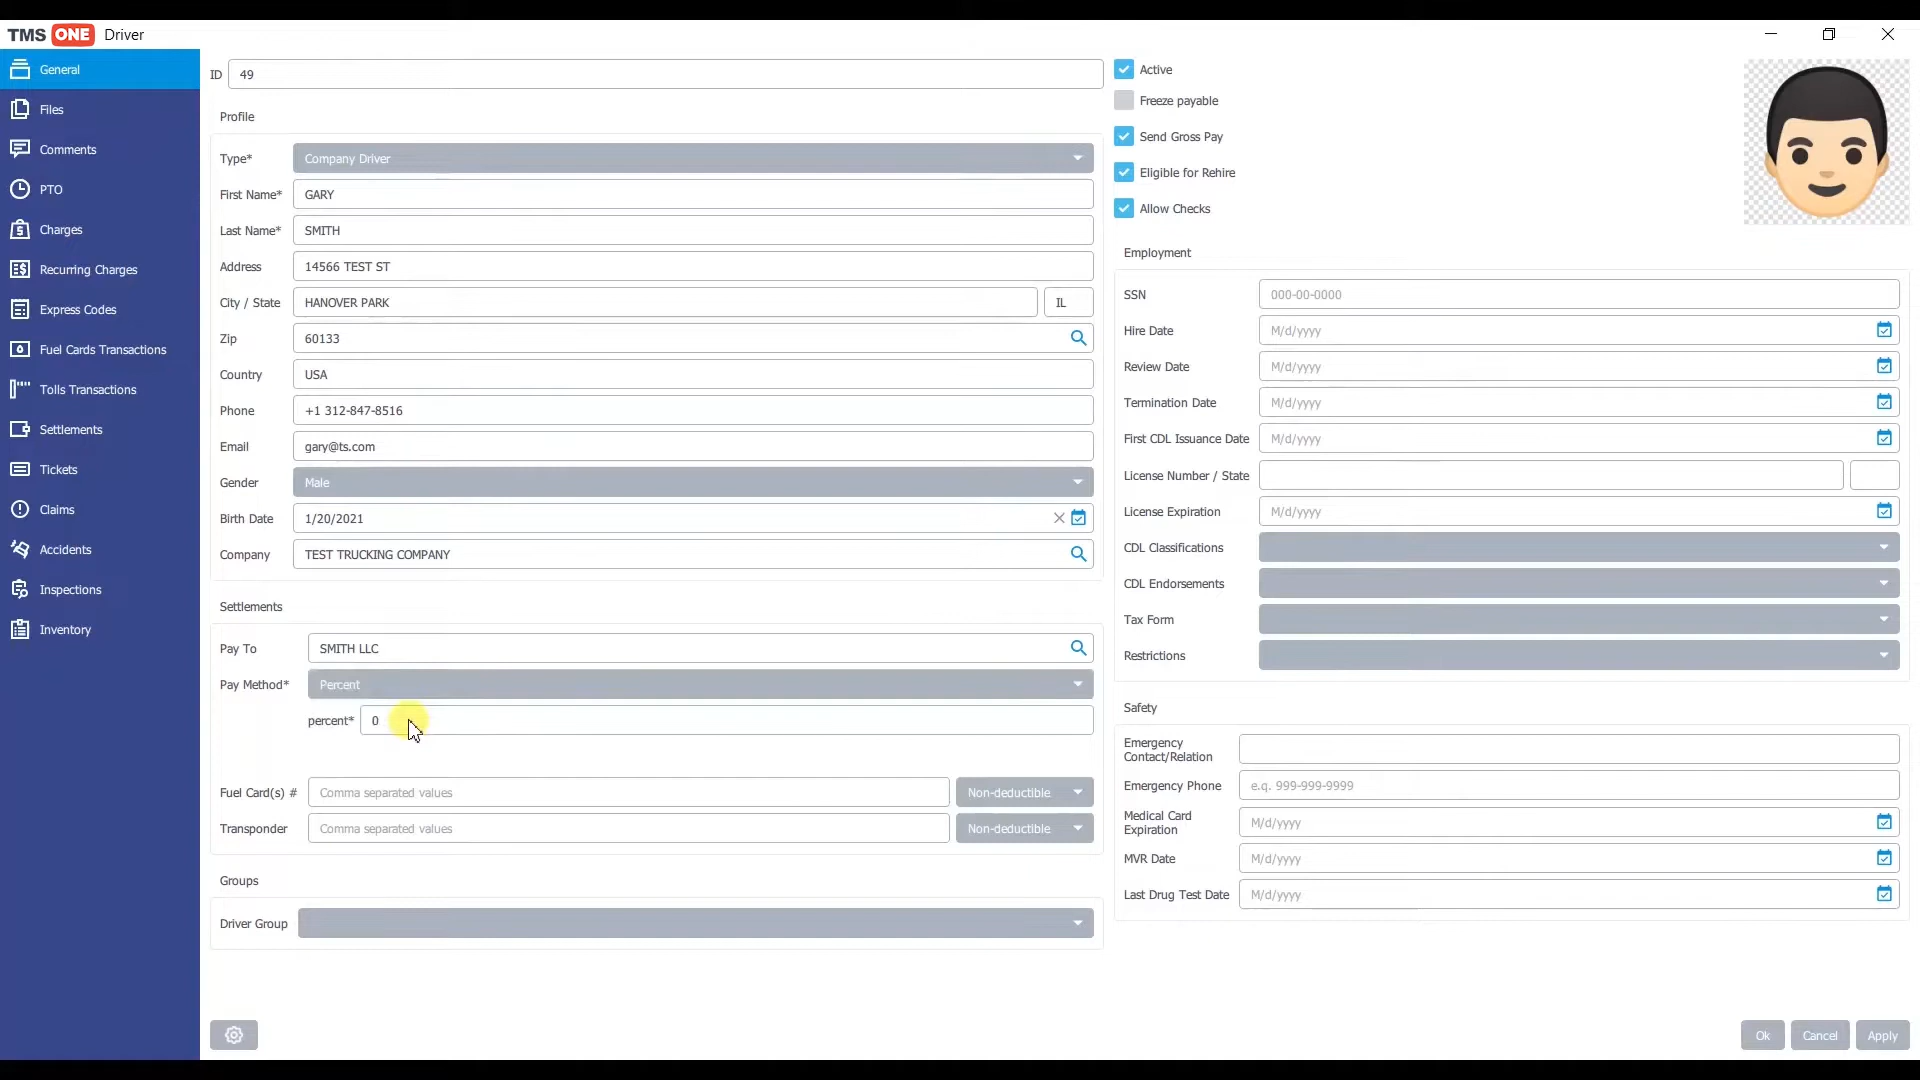 TMS ONE Driver
General
Files
Comments
PTO
Charges
Recurring Charges
Express Codes
Fuel Cards Transactions
Tolls Transactions
Settlements
Tickets
Claims
Accidents
Inspections
Inventory
ID 49
Profile
Type* Company Driver
First Name* GARY
Last Name* SMITH
Address 14566 TEST ST
City / State HANOVER PARK IL
Zip 60133
Country USA
Phone +1 312-847-8516
Email gary@ts.com
Gender Male
Birth Date 1/20/2021
Company TEST TRUCKING COMPANY
Settlements
Pay To SMITH LLC
Pay Method* Percent
percent* 0
Fuel Card(s) # Comma separated values Non-deductible
Transponder Comma separated values Non-deductible
Groups
Driver Group
Active
Freeze payable
Send Gross Pay
Eligible for Rehire
Allow Checks
Employment
SSN 000-00-0000
Hire Date M/d/yyyy
Review Date M/d/yyyy
Termination Date M/d/yyyy
First CDL Issuance Date M/d/yyyy
License Number / State
License Expiration M/d/yyyy
CDL Classifications
CDL Endorsements
Tax Form
Restrictions
Safety
Emergency
Contact/Relation
Emergency Phone e.q. 999-999-9999
Medical Card
Expiration M/d/yyyy
MVR Date M/d/yyyy
Last Drug Test Date M/d/yyyy
Ok Cancel Apply